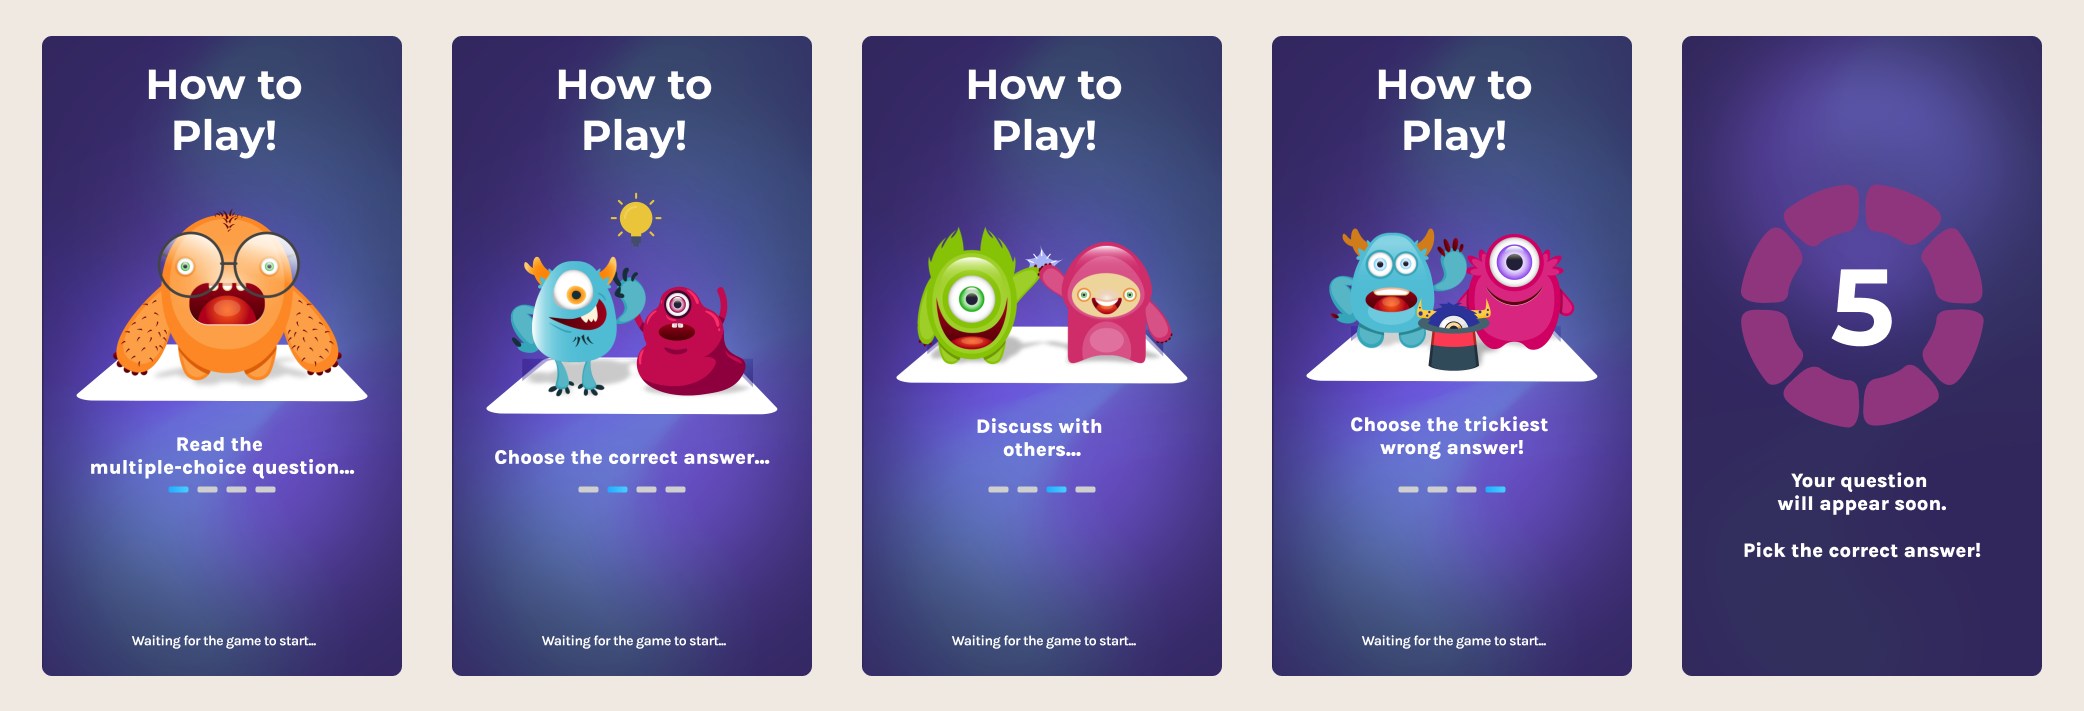 How to
Play!
Read the
multiple-choice question...
Waiting for the game to start...
How to
Play!
Choose the correct answer...
Waiting for the game to start...
How to
Play!
Discuss with
others...
Waiting for the game to start...
How to
Play!
Choose the trickiest
wrong answer!
Waiting for the game to start...
5
Your question
will appear soon.
Pick the correct answer!